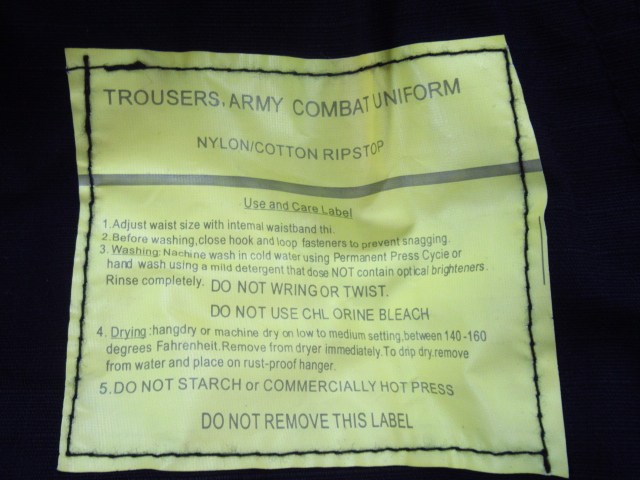 TROUSERS, ARMY COMBAT UNIFORM
NYLON/COTTON RIPSTOP
Use and Care Label
1.Adjust waist size with internal waistband thi.
2.Before washing,close hook and loop fasteners to prevent snagging.
3. Washing: Nachine wash in cold water using Permanent Press Cycie or
hand wash using a mild detergent that dose NOT contain optical brighteners.
Rinse completely. DO NOT WRING OR TWIST.
DO NOT USE CHL ORINE BLEACH
4. Drying :hangdry or machine dry on low to medium setting,between 140-160
degrees Fahrenheit.Remove from dryer immediately.To drip dry,remove
from water and place on rust-proof hanger.
5.DO NOT STARCH or COMMERCIALLY HOT PRESS
DO NOT REMOVE THIS LABEL